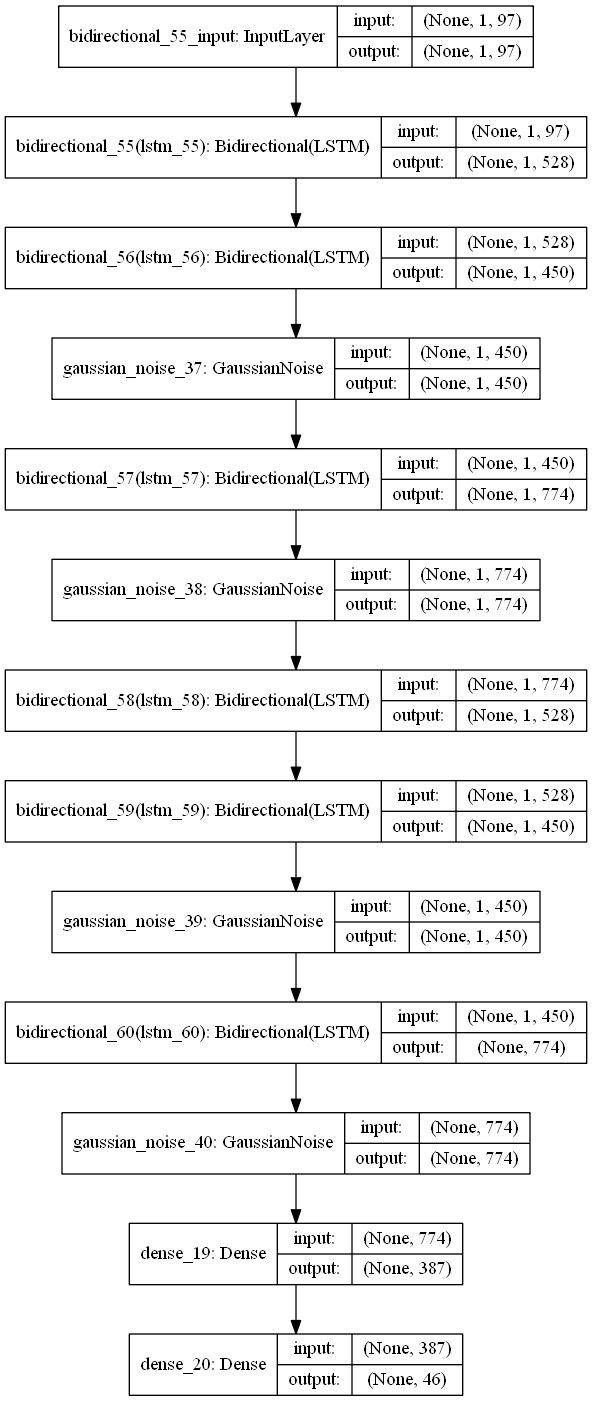 bidirectional_55_input: InputLayer
input: (None, 1, 97)
output: (None, 1, 97)
bidirectional_55(lstm_55): Bidirectional(LSTM)
input: (None, 1, 97)
output: (None, 1, 528)
bidirectional_56(lstm_56): Bidirectional(LSTM)
input: (None, 1, 528)
output: (None, 1, 450)
gaussian_noise_37: GaussianNoise
input: (None, 1, 450)
output: (None, 1, 450)
bidirectional_57(lstm_57): Bidirectional(LSTM)
input: (None, 1, 450)
output: (None, 1, 774)
gaussian_noise_38: GaussianNoise
input: (None, 1, 774)
output: (None, 1, 774)
bidirectional_58(lstm_58): Bidirectional(LSTM)
input: (None, 1, 774)
output: (None, 1, 528)
bidirectional_59(lstm_59): Bidirectional(LSTM)
input: (None, 1, 528)
output: (None, 1, 450)
gaussian_noise_39: GaussianNoise
input: (None, 1, 450)
output: (None, 1, 450)
bidirectional_60(lstm_60): Bidirectional(LSTM)
input: (None, 1, 450)
output: (None, 774)
gaussian_noise_40: GaussianNoise
input: (None, 774)
output: (None, 774)
dense_19: Dense
input: (None, 774)
output: (None, 387)
dense_20: Dense
input: (None, 387)
output: (None, 46)